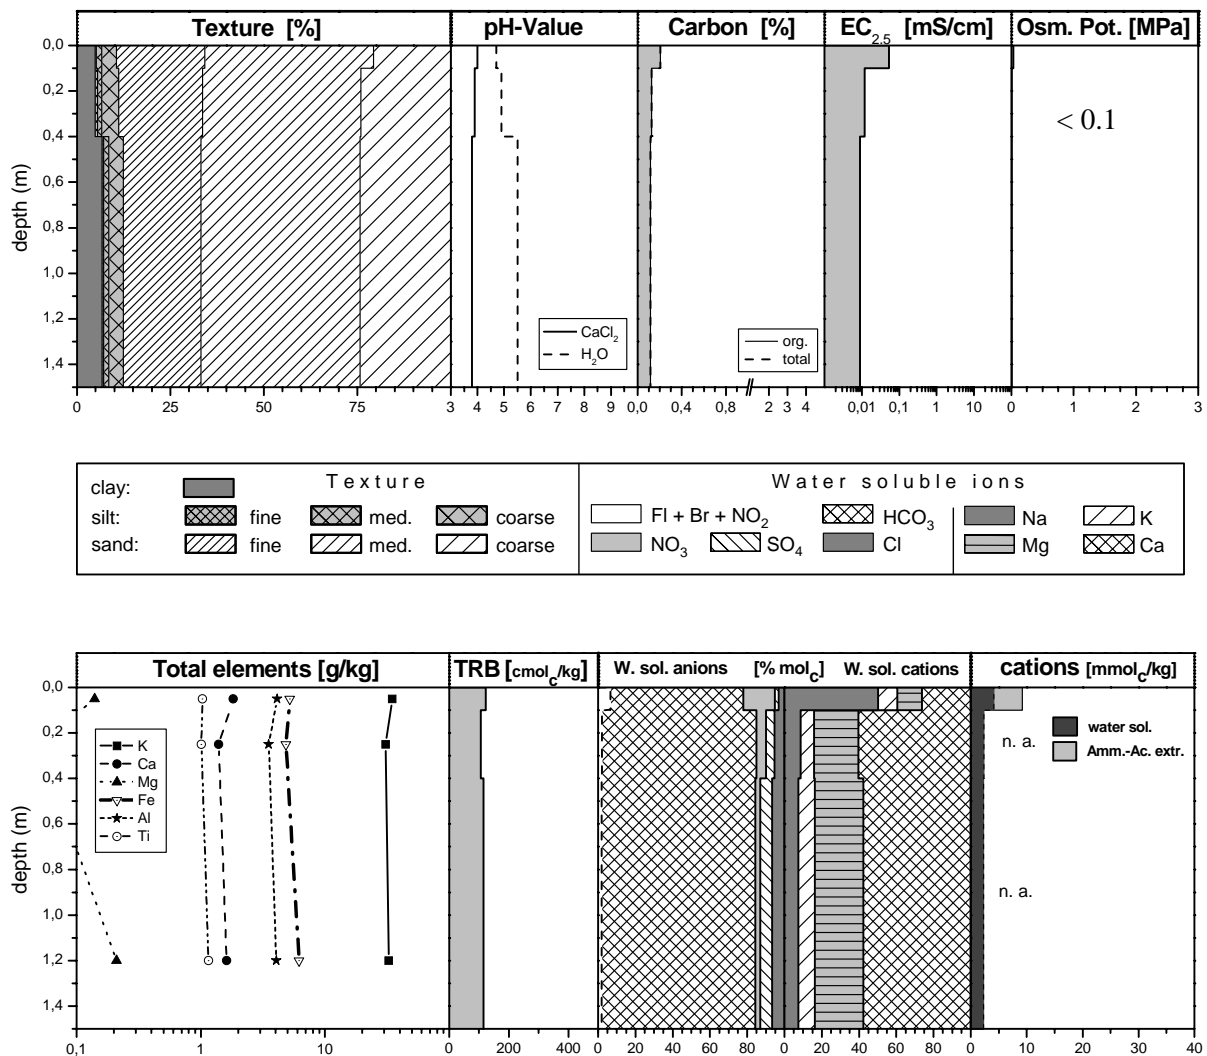 Texture [%] pH-Value Carbon [%] EC2.5 [mS/cm] Osm. Pot. [MPa]
0,0
0,2
0,4
0,6
0,8
1,0
1,2
1,4
depth (m)
< 0.1
CaCl2
H2O
org.
total
0 25 50 75 3 4 5 6 7 8 9 0,0 0,4 0,8 2 3 4 0,01 0,1 1 10 0 1 2 3
Texture Water soluble ions
clay:
silt: fine med. coarse
sand: fine med. coarse
Fl + Br + NO2 HCO3 Na K
NO3 SO4 Cl Mg Ca
Total elements [g/kg] TRB [cmolc/kg] W. sol. anions [% molc] W. sol. cations cations [mmolc/kg]
0,0
0,2
0,4
0,6
0,8
1,0
1,2
1,4
depth (m)
K
Ca
Mg
Fe
Al
Ti
water sol.
Amm.-Ac. extr.
n. a.
n. a.
0,1 1 10 0 200 400 0 20 40 60 80 0 20 40 60 80 0 10 20 30 40